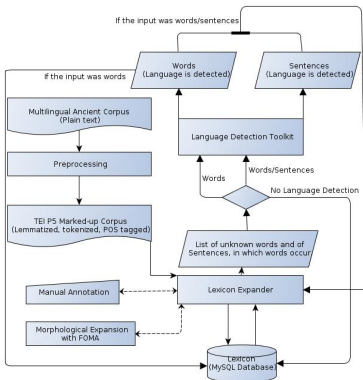 If the input was words/sentences
Words
(Language is detected)
Sentences
(Language is detected)
If the input was words
Multilingual Ancient Corpus
(Plain text)
Language Detection Toolkit
Preprocessing
Words
Words/Sentences
No Language Detection
TEI P5 Marked-up Corpus
(Lemmatized, tokenized, POS tagged)
List of unknown words and of
Sentences, in which words occur
Manual Annotation
Lexicon Expander
Morphological Expansion
with FOMA
Lexicon
(MySQL Database)